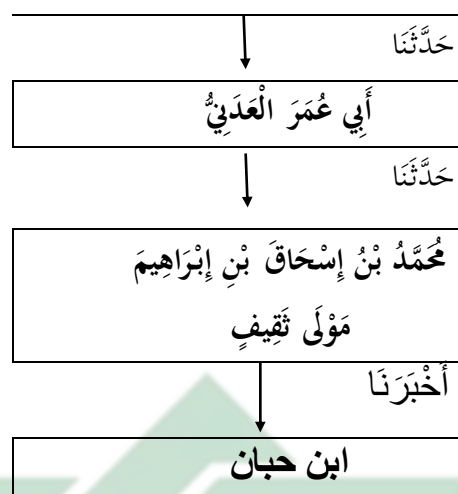 حَدَّثَنَا
أَبِي عُمَرَ الْعَدَنِيُّ
حَدَّثَنَا
مُحَمَّدُ بْنُ إِسْحَاقَ بْنِ إِبْرَاهِيمَ
مَوْلَى ثَقِيفٍ
أَخْبَرَنَا
ابن حبان